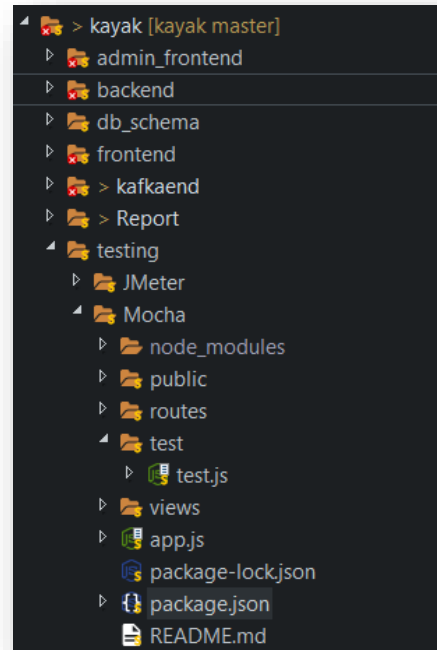 > kayak [kayak master]
admin_frontend
backend
db_schema
frontend
> kafkaend
> Report
testing
JMeter
Mocha
node_modules
public
routes
test
test.js
views
app.js
package-lock.json
package.json
README.md